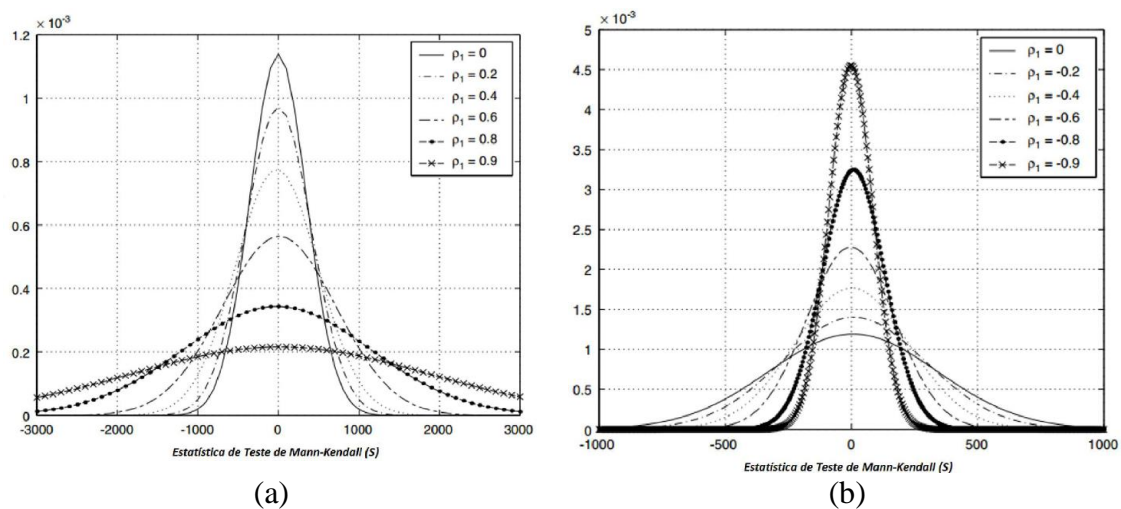 × 10⁻³
1.2
1
0.8
0.6
0.4
0.2
0
-3000 -2000 -1000 0 1000 2000 3000
ρ₁ = 0
ρ₁ = 0.2
ρ₁ = 0.4
ρ₁ = 0.6
ρ₁ = 0.8
ρ₁ = 0.9
Estatística de Teste de Mann-Kendall (S)
(a)
× 10⁻³
5
4.5
4
3.5
3
2.5
2
1.5
1
0.5
0
-1000 -500 0 500 1000
ρ₁ = 0
ρ₁ = -0.2
ρ₁ = -0.4
ρ₁ = -0.6
ρ₁ = -0.8
ρ₁ = -0.9
Estatística de Teste de Mann-Kendall (S)
(b)